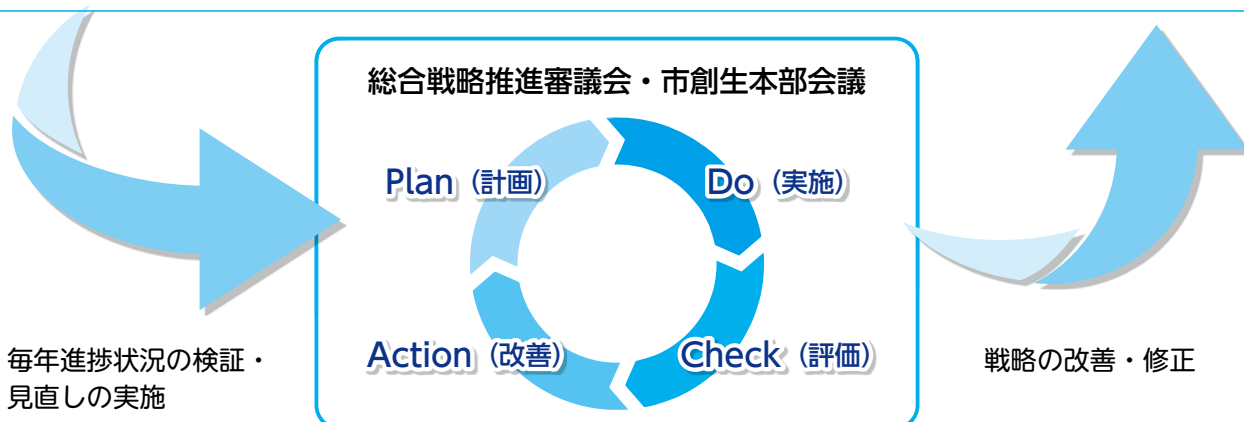 総合戦略推進審議会・市創生本部会議
Plan（計画）
Do（実施）
Action（改善）
Check（評価）
毎年進捗状況の検証・
見直しの実施
戦略の改善・修正